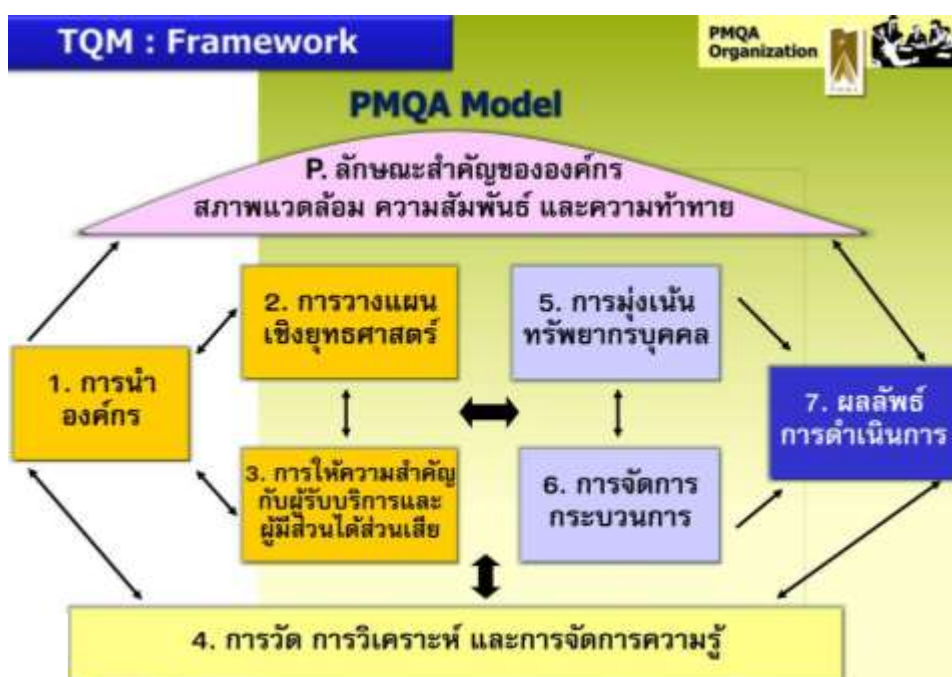 TQM : Framework
PMQA
Organization
PMQA Model
P. ลักษณะสำคัญขององค์กร
สภาพแวดล้อม ความสัมพันธ์ และความท้าทาย
2. การวางแผน
เชิงยุทธศาสตร์
5. การมุ่งเน้น
ทรัพยากรบุคคล
1. การนำ
องค์กร
7. ผลลัพธ์
การดำเนินการ
3. การให้ความสำคัญ
กับผู้รับบริการและ
ผู้มีส่วนได้ส่วนเสีย
6. การจัดการ
กระบวนการ
4. การวัด การวิเคราะห์ และการจัดการความรู้